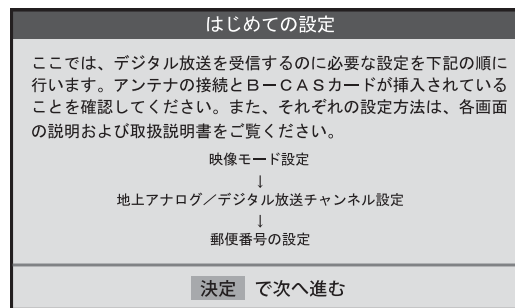 はじめての設定
ここでは、デジタル放送を受信するのに必要な設定を下記の順に
行います。アンテナの接続とB－CASカードが挿入されている
ことを確認してください。また、それぞれの設定方法は、各画面
の説明および取扱説明書をご覧ください。
映像モード設定
↓
地上アナログ／デジタル放送チャンネル設定
↓
郵便番号の設定
決定 で次へ進む